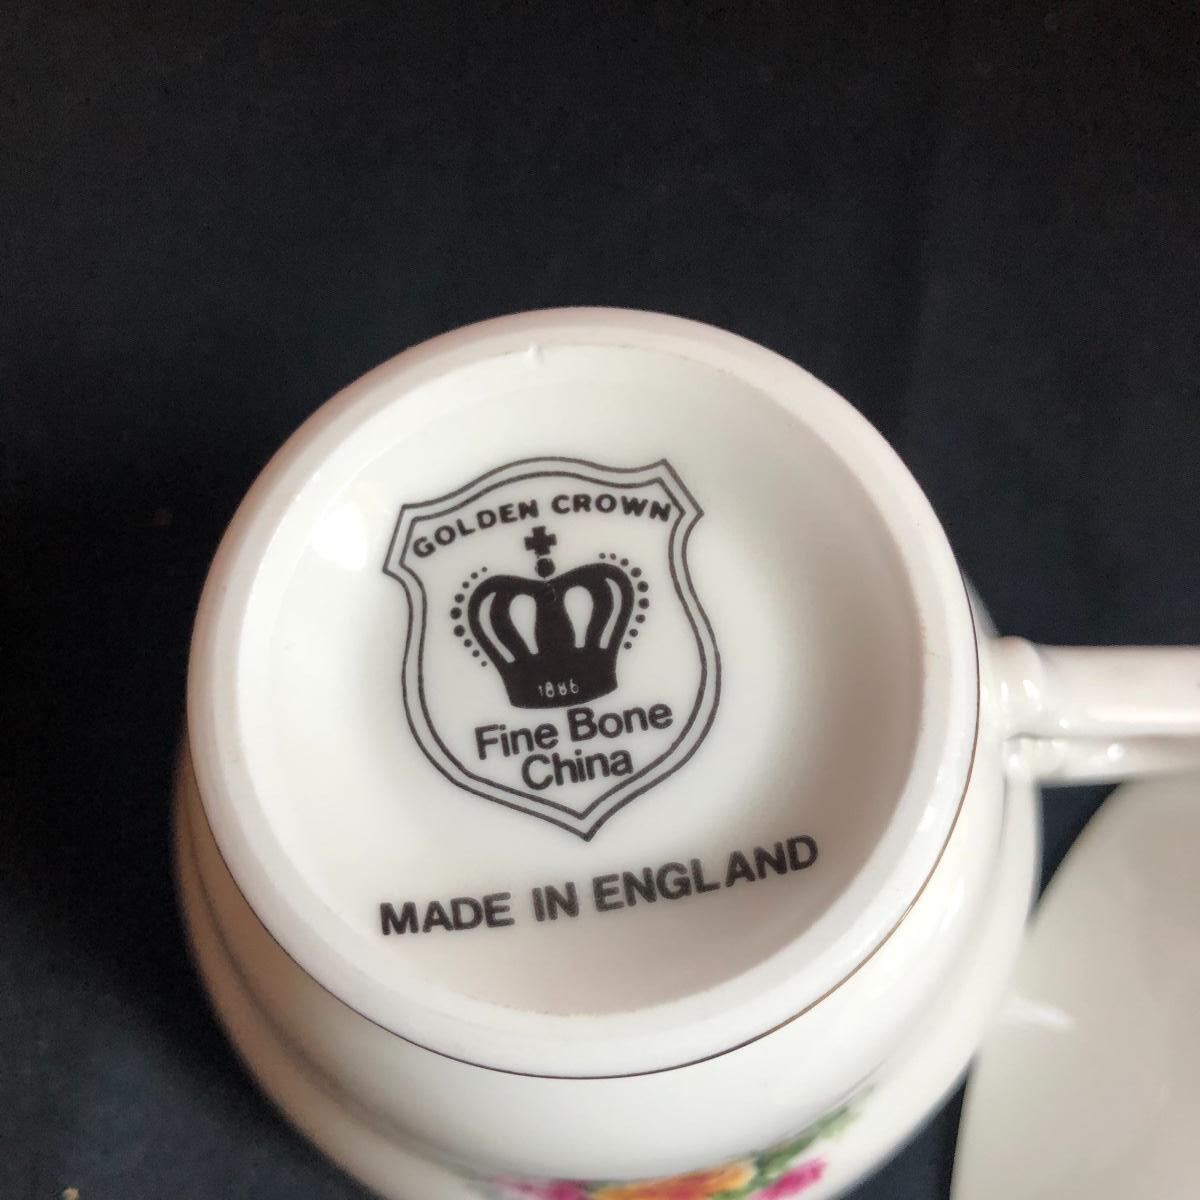 GOLDEN CROWN
1886
Fine Bone
China
MADE IN ENGLAND